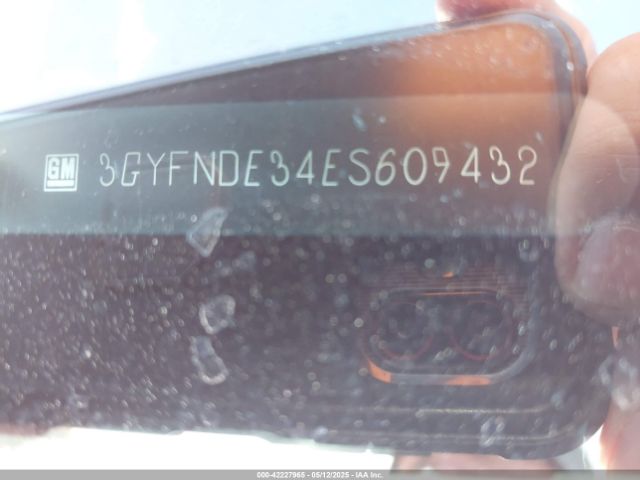 GM 3GYFNDE34ES609432
000-42227965 - 05/12/2025 - IAA Inc.